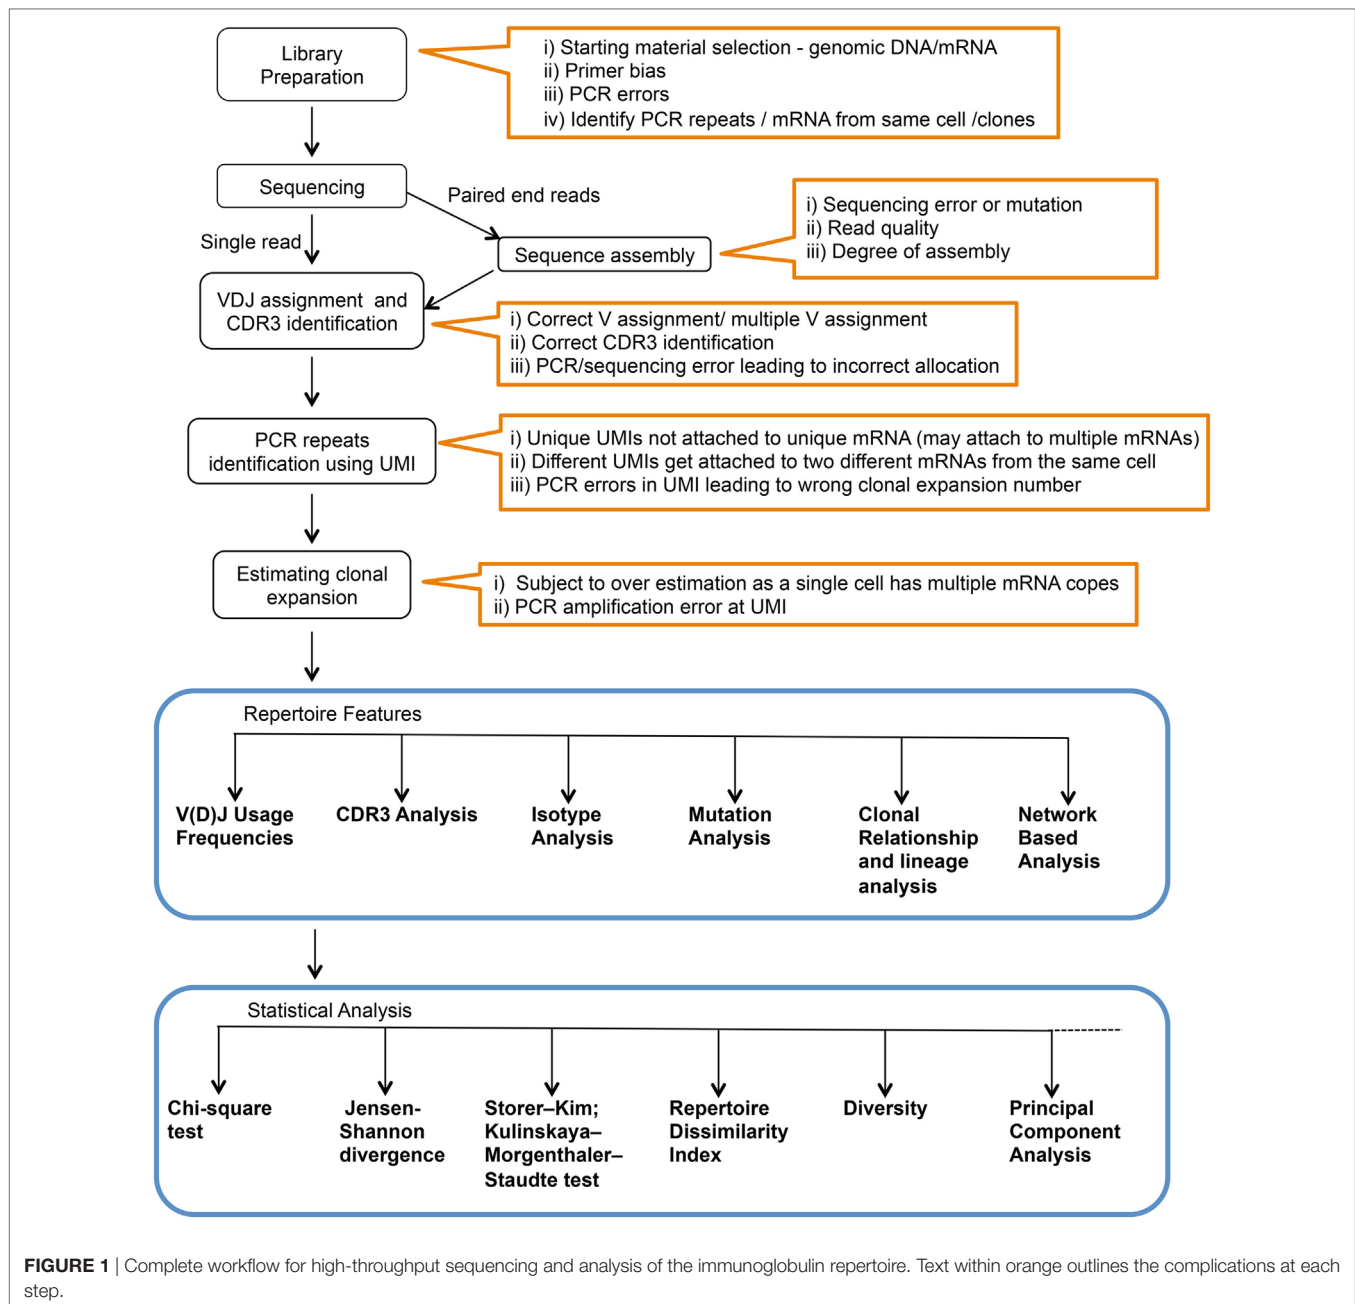 Library
Preparation
i) Starting material selection - genomic DNA/mRNA
ii) Primer bias
iii) PCR errors
iv) Identify PCR repeats / mRNA from same cell /clones
Sequencing
Paired end reads
Single read
Sequence assembly
i) Sequencing error or mutation
ii) Read quality
iii) Degree of assembly
VDJ assignment and
CDR3 identification
i) Correct V assignment/ multiple V assignment
ii) Correct CDR3 identification
iii) PCR/sequencing error leading to incorrect allocation
PCR repeats
identification using UMI
i) Unique UMIs not attached to unique mRNA (may attach to multiple mRNAs)
ii) Different UMIs get attached to two different mRNAs from the same cell
iii) PCR errors in UMI leading to wrong clonal expansion number
Estimating clonal
expansion
i) Subject to over estimation as a single cell has multiple mRNA copes
ii) PCR amplification error at UMI
Repertoire Features
V(D)J Usage
Frequencies
CDR3 Analysis
Isotype
Analysis
Mutation
Analysis
Clonal
Relationship
and lineage
analysis
Network
Based
Analysis
Statistical Analysis
Chi-square
test
Jensen-
Shannon
divergence
Storer–Kim;
Kulinskaya–
Morgenthaler–
Staudte test
Repertoire
Dissimilarity
Index
Diversity
Principal
Component
Analysis
FIGURE 1 | Complete workflow for high-throughput sequencing and analysis of the immunoglobulin repertoire. Text within orange outlines the complications at each
step.